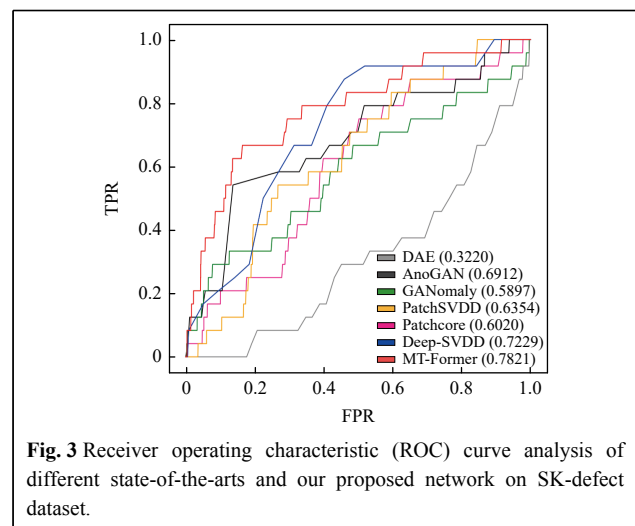 1.0
0.8
0.6
0.4
0.2
0
TPR
DAE (0.3220)
AnoGAN (0.6912)
GANomaly (0.5897)
PatchSVDD (0.6354)
Patchcore (0.6020)
Deep-SVDD (0.7229)
MT-Former (0.7821)
0 0.2 0.4 0.6 0.8 1.0
FPR
Fig. 3 Receiver operating characteristic (ROC) curve analysis of
different state-of-the-arts and our proposed network on SK-defect
dataset.